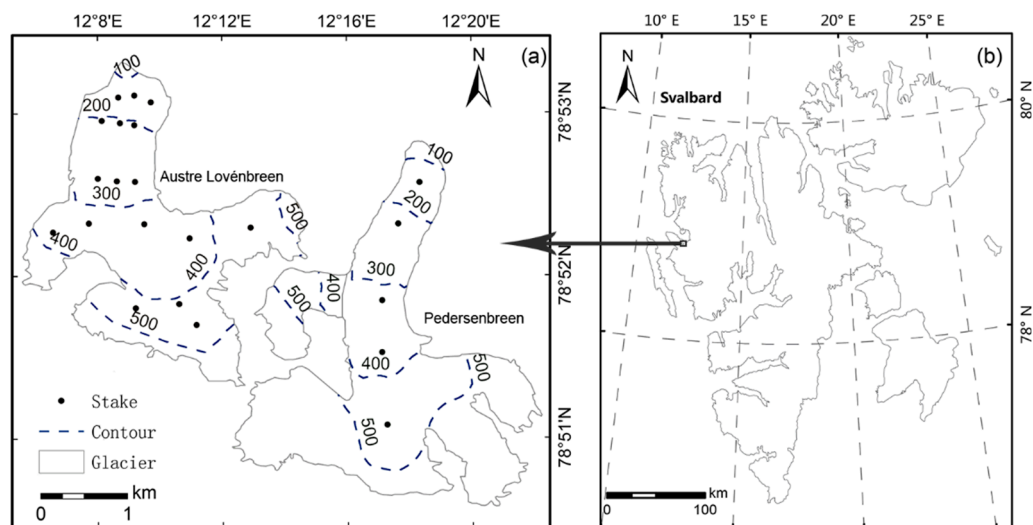 12°8'E 12°12'E 12°16'E 12°20'E
(a)
N
100
200
78°53'N
100
Austre Lovénbreen
200
300
500
400
400
300
78°52'N
400
500
500
Pedersenbreen
400
500
500
78°51'N
Stake
Contour
Glacier
km
0 1
10° E 15° E 20° E 25° E
(b)
N
Svalbard
80° N
78° N
km
0 100